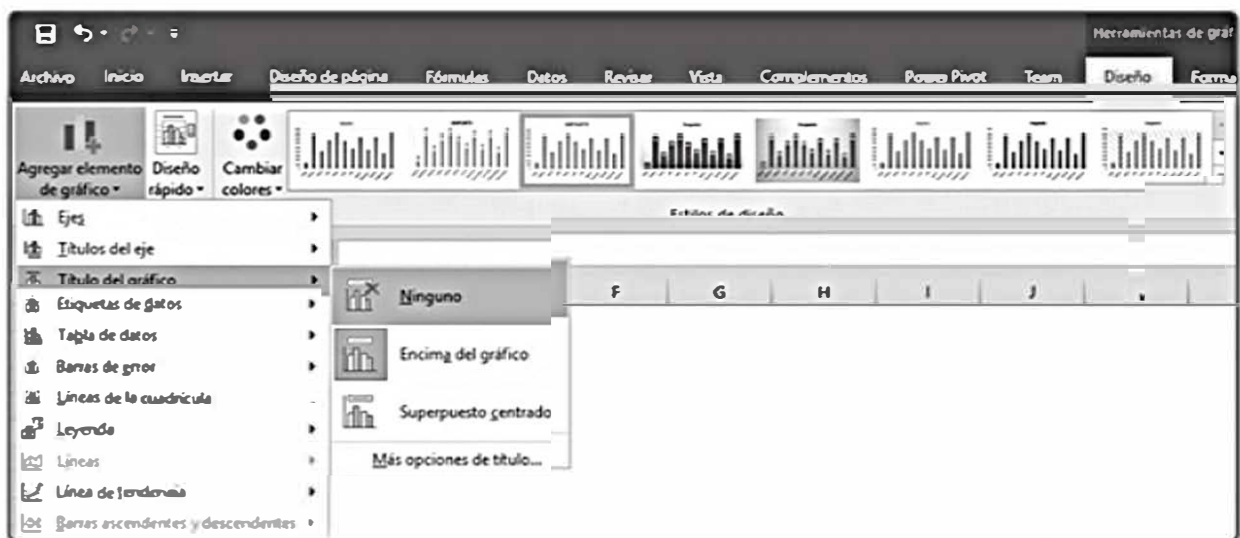 Herramientas de gráf
Archivo Inicio Insertar Diseño de página Fórmulas Datos Revisar Vista Complementos Power Pivot Team Diseño Forma
Agregar elemento de gráfico Diseño rápido Cambiar colores
Estilos de diseño
Ejes
Títulos del eje
Título del gráfico
Etiquetas de datos
Tabla de datos
Barras de error
Líneas de la cuadrícula
Leyenda
Líneas
Línea de tendencia
Barras ascendentes y descendentes
Ninguno
Encima del gráfico
Superpuesto centrado
Más opciones de título...
F G H I J